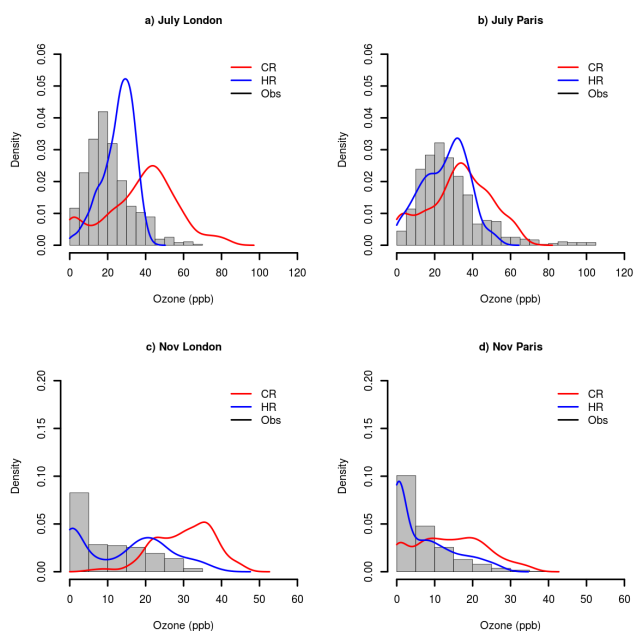 a) July London
Density
0.00 0.01 0.02 0.03 0.04 0.05 0.06
CR
HR
Obs
0 20 40 60 80 100 120
Ozone (ppb)
b) July Paris
Density
0.00 0.01 0.02 0.03 0.04 0.05 0.06
CR
HR
Obs
0 20 40 60 80 100 120
Ozone (ppb)
c) Nov London
Density
0.00 0.05 0.10 0.15 0.20
CR
HR
Obs
0 10 20 30 40 50 60
Ozone (ppb)
d) Nov Paris
Density
0.00 0.05 0.10 0.15 0.20
CR
HR
Obs
0 10 20 30 40 50 60
Ozone (ppb)